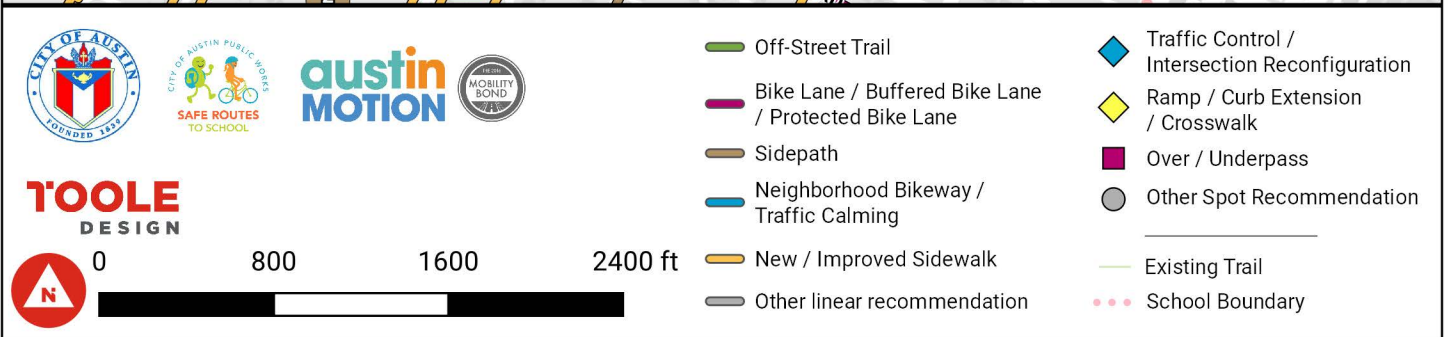 CITY OF AUSTIN
FOUNDED 1839
CITY OF AUSTIN PUBLIC WORKS
SAFE ROUTES
TO SCHOOL
austin
MOTION
THE 2016
MOBILITY
BOND
TOOLE
DESIGN
N
0 800 1600 2400 ft
Off-Street Trail
Bike Lane / Buffered Bike Lane
/ Protected Bike Lane
Sidepath
Neighborhood Bikeway /
Traffic Calming
New / Improved Sidewalk
Other linear recommendation
Traffic Control /
Intersection Reconfiguration
Ramp / Curb Extension
/ Crosswalk
Over / Underpass
Other Spot Recommendation
Existing Trail
School Boundary